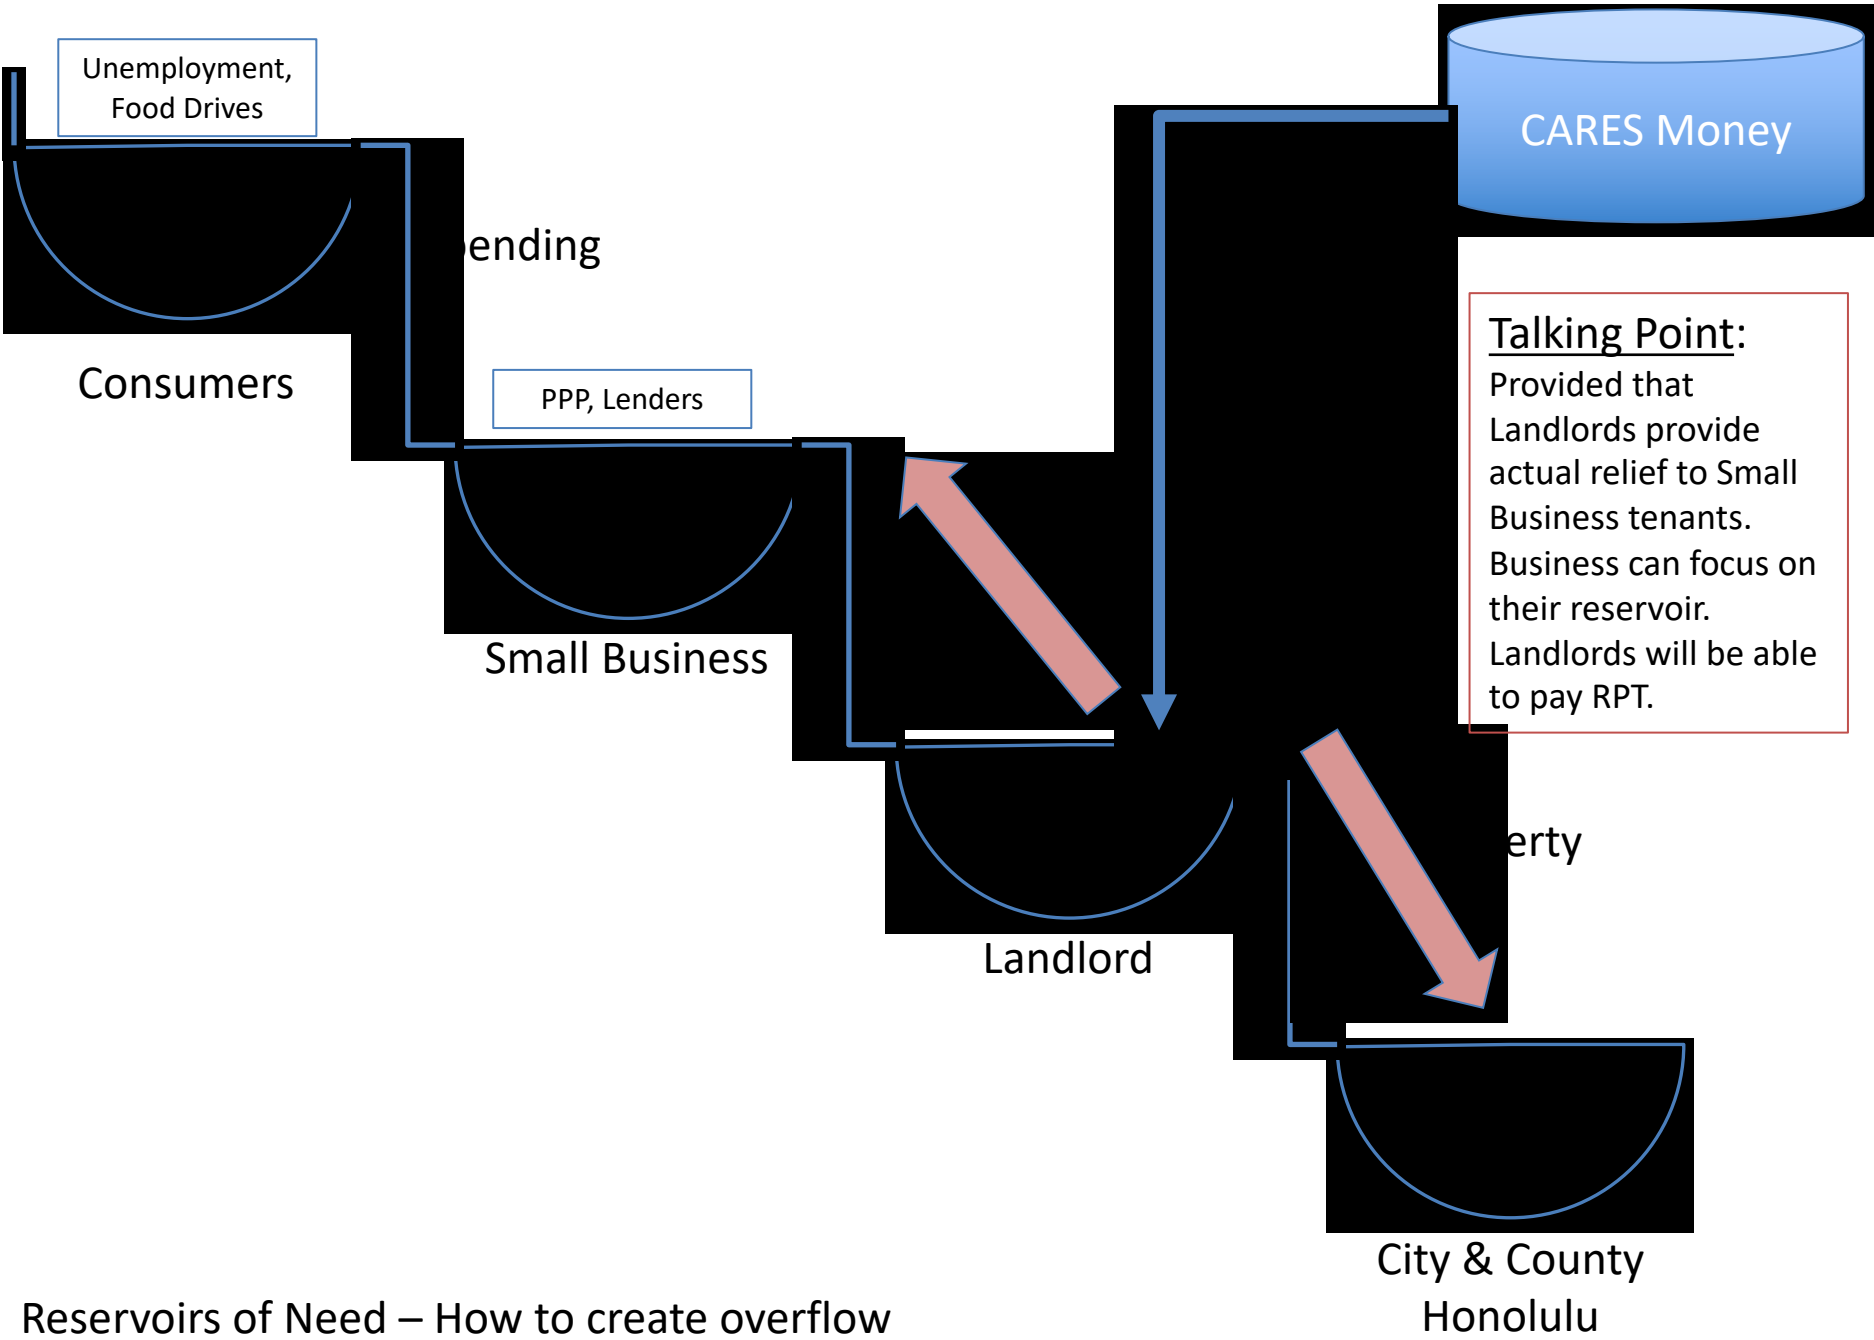 Unemployment,
Food Drives
CARES Money
ending
Consumers
PPP, Lenders
Talking Point:
Provided that
Landlords provide
actual relief to Small
Business tenants.
Business can focus on
their reservoir.
Landlords will be able
to pay RPT.
Small Business
erty
Landlord
City & County
Honolulu
Reservoirs of Need – How to create overflow